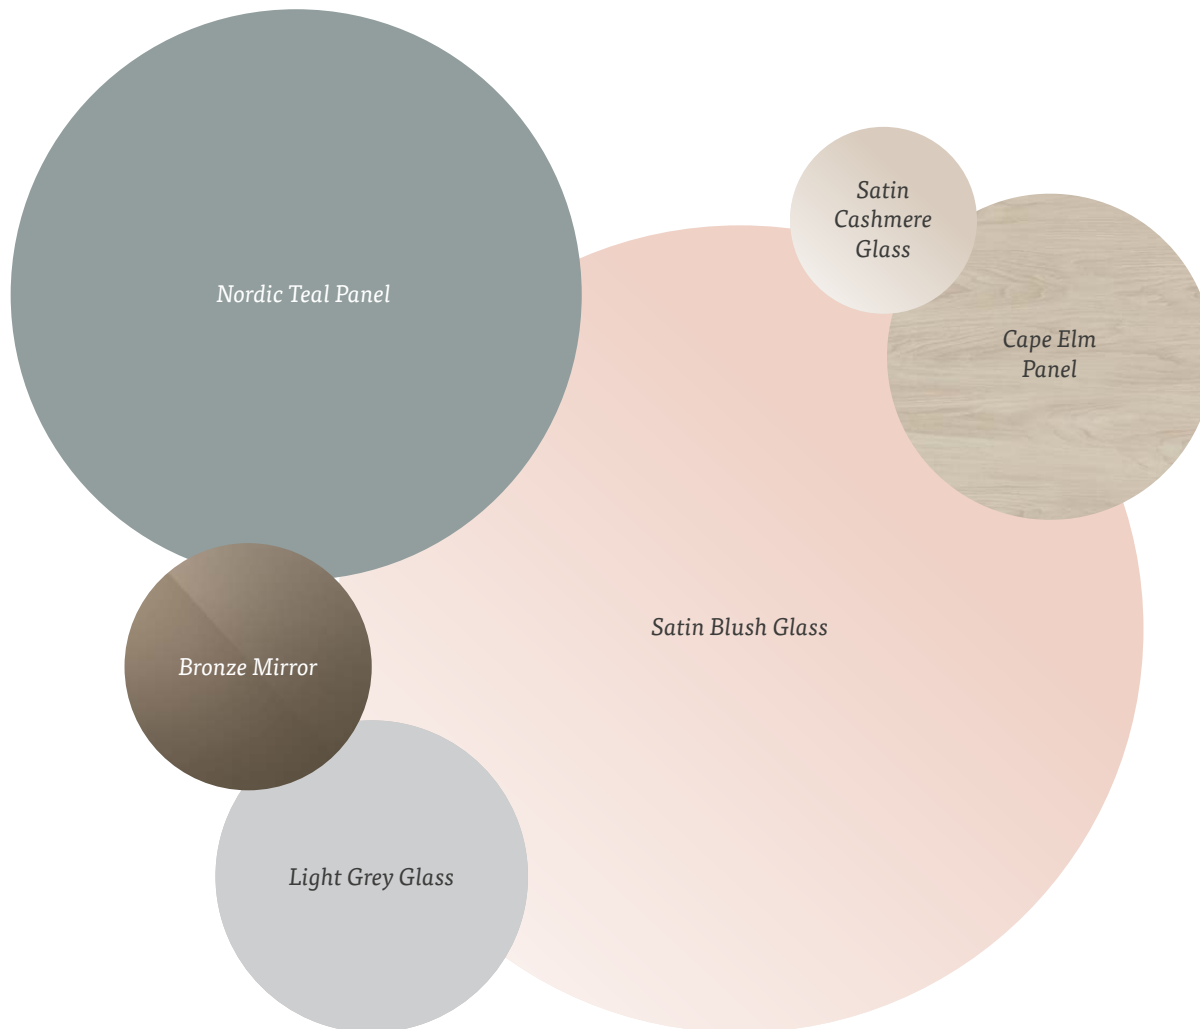 Satin
Cashmere
Glass
Nordic Teal Panel
Cape Elm
Panel
Satin Blush Glass
Bronze Mirror
Light Grey Glass